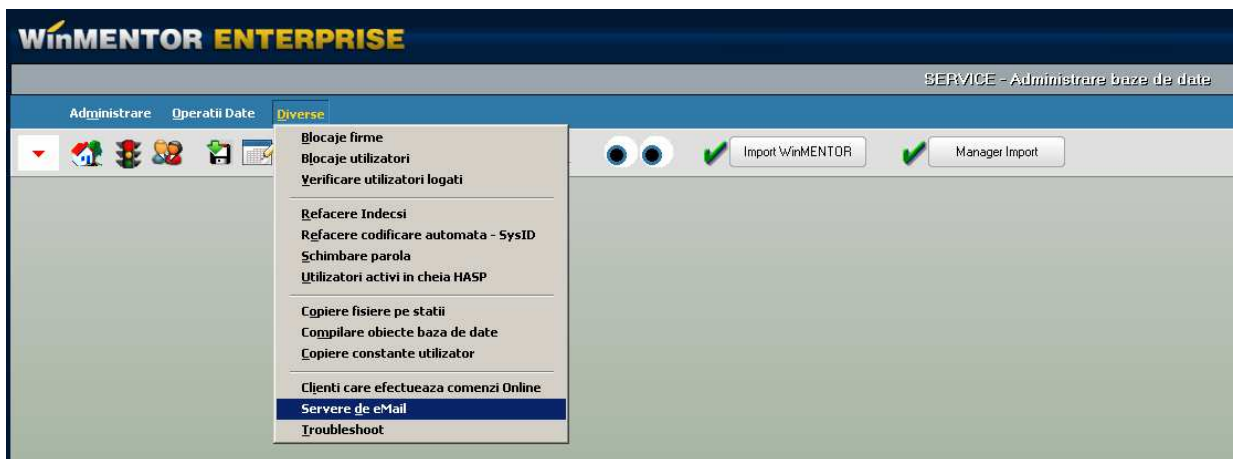 WinMENTOR ENTERPRISE
SERVICE - Administrare baze de date
Administrare Operatii Date Diverse
Import WinMENTOR Manager Import
Blocaje firme
Blocaje utilizatori
Verificare utilizatori logati
Refacere Indecsi
Refacere codificare automata - SysID
Schimbare parola
Utilizatori activi in cheia HASP
Copiere fisiere pe statii
Compilare obiecte baza de date
Copiere constante utilizator
Clienti care efectueaza comenzi Online
Servere de eMail
Troubleshoot